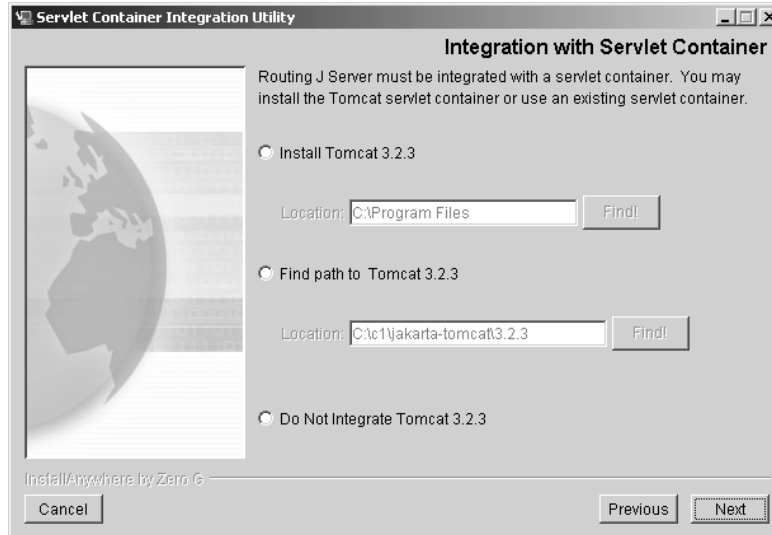 Servlet Container Integration Utility
Integration with Servlet Container
Routing J Server must be integrated with a servlet container. You may
install the Tomcat servlet container or use an existing servlet container.
Install Tomcat 3.2.3
Location: C:\Program Files Find!
Find path to Tomcat 3.2.3
Location: C:\c1\jakarta-tomcat\3.2.3 Find!
Do Not Integrate Tomcat 3.2.3
InstallAnywhere by Zero G
Cancel Previous Next